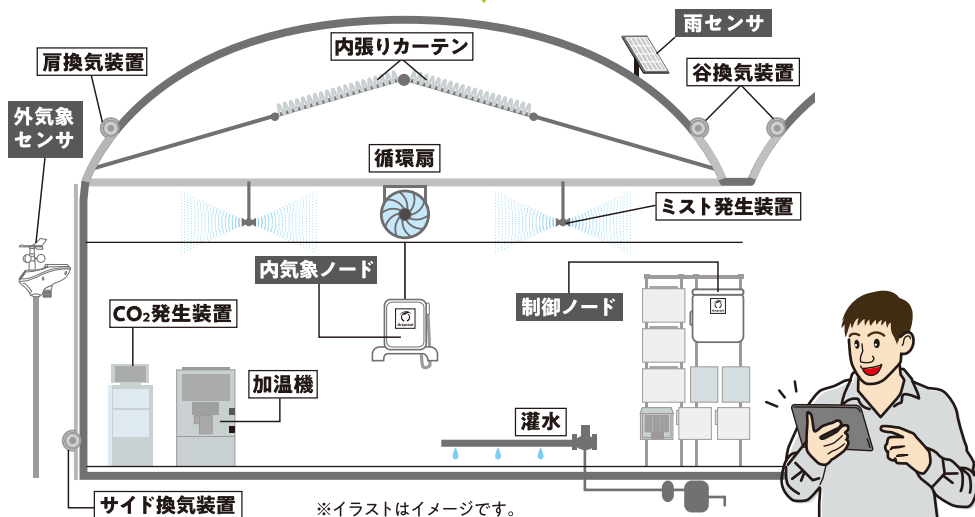 雨センサ
内張りカーテン
肩換気装置
谷換気装置
外気象
センサ
循環扇
ミスト発生装置
内気象ノード
制御ノード
CO₂発生装置
加温機
灌水
サイド換気装置
※イラストはイメージです。